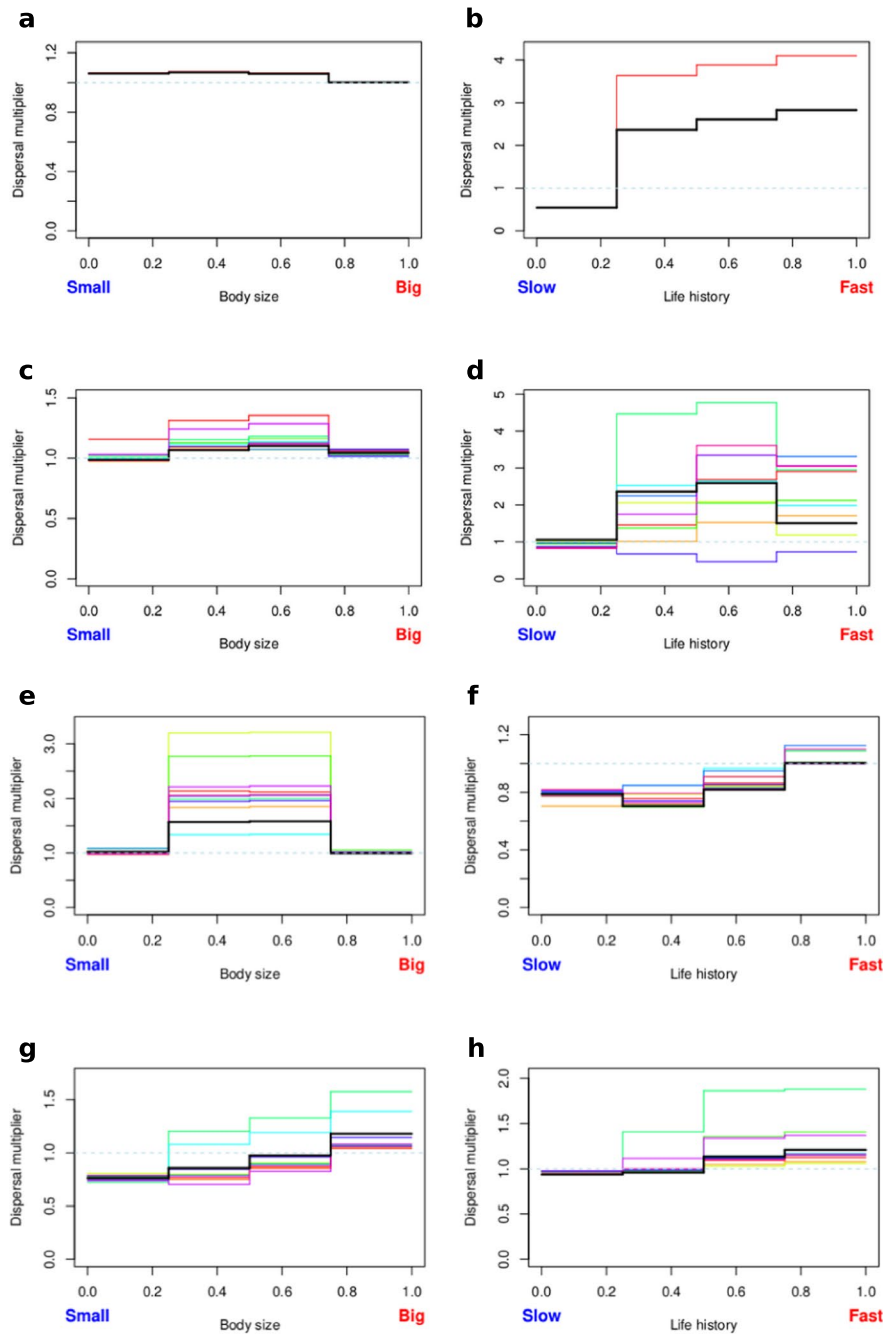 a
b
Dispersal multiplier
0.0 0.4 0.8 1.2
0.0 0.2 0.4 0.6 0.8 1.0
Small Body size Big
Dispersal multiplier
0 1 2 3 4
0.0 0.2 0.4 0.6 0.8 1.0
Slow Life history Fast
c
d
Dispersal multiplier
0.0 0.5 1.0 1.5
0.0 0.2 0.4 0.6 0.8 1.0
Small Body size Big
Dispersal multiplier
0 1 2 3 4 5
0.0 0.2 0.4 0.6 0.8 1.0
Slow Life history Fast
e
f
Dispersal multiplier
0.0 1.0 2.0 3.0
0.0 0.2 0.4 0.6 0.8 1.0
Small Body size Big
Dispersal multiplier
0.0 0.4 0.8 1.2
0.0 0.2 0.4 0.6 0.8 1.0
Slow Life history Fast
g
h
Dispersal multiplier
0.0 0.5 1.0 1.5
0.0 0.2 0.4 0.6 0.8 1.0
Small Body size Big
Dispersal multiplier
0.0 0.5 1.0 1.5 2.0
0.0 0.2 0.4 0.6 0.8 1.0
Slow Life history Fast